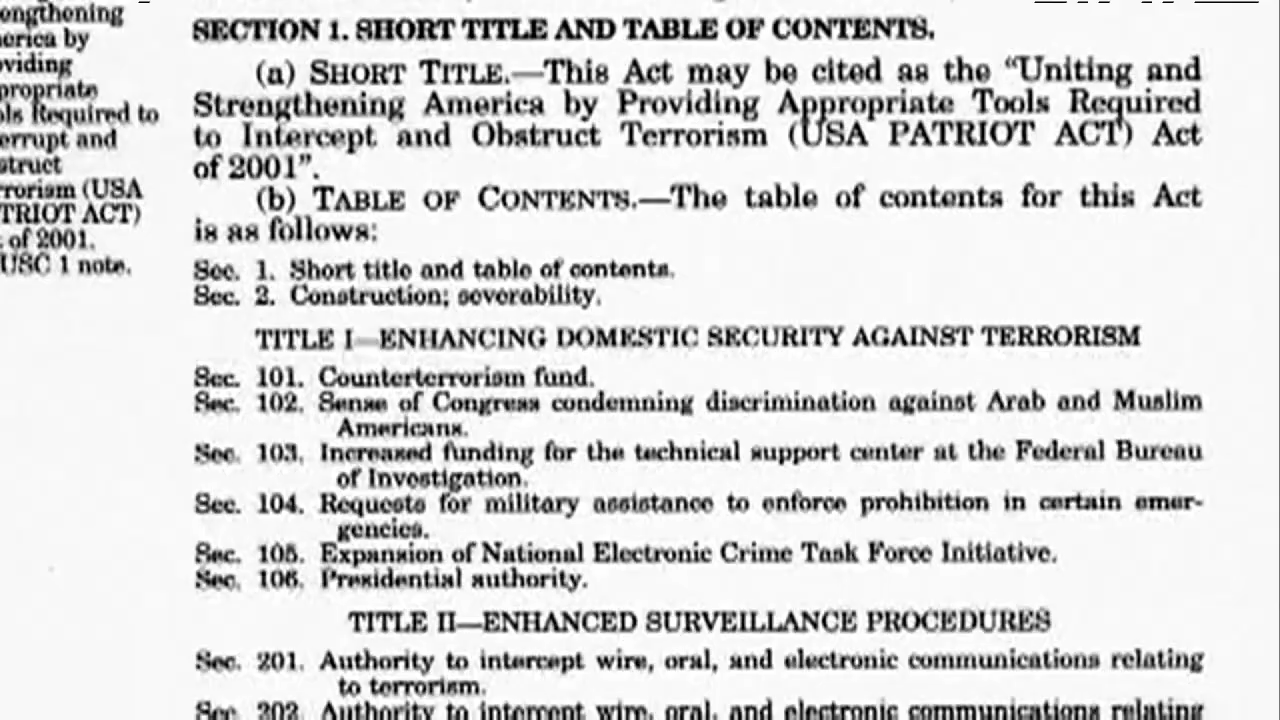 engthening
erica by
viding
propriate
ls Required to
errupt and
struct
rrorism (USA
TRIOT ACT)
of 2001.
USC 1 note.
SECTION 1. SHORT TITLE AND TABLE OF CONTENTS.
(a) SHORT TITLE.—This Act may be cited as the “Uniting and
Strengthening America by Providing Appropriate Tools Required
to Intercept and Obstruct Terrorism (USA PATRIOT ACT) Act
of 2001”.
(b) TABLE OF CONTENTS.—The table of contents for this Act
is as follows:
Sec. 1. Short title and table of contents.
Sec. 2. Construction; severability.
TITLE I—ENHANCING DOMESTIC SECURITY AGAINST TERRORISM
Sec. 101. Counterterrorism fund.
Sec. 102. Sense of Congress condemning discrimination against Arab and Muslim
Americans.
Sec. 103. Increased funding for the technical support center at the Federal Bureau
of Investigation.
Sec. 104. Requests for military assistance to enforce prohibition in certain emer-
gencies.
Sec. 105. Expansion of National Electronic Crime Task Force Initiative.
Sec. 106. Presidential authority.
TITLE II—ENHANCED SURVEILLANCE PROCEDURES
Sec. 201. Authority to intercept wire, oral, and electronic communications relating
to terrorism.
Sec. 202. Authority to intercept wire, oral, and electronic communications relating